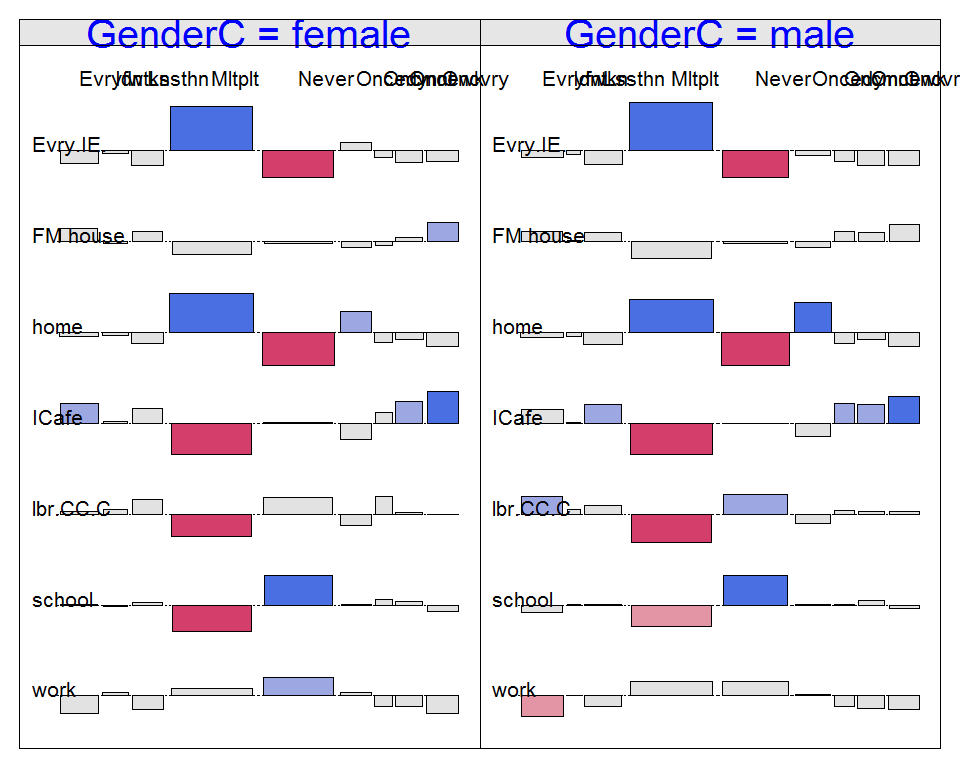 GenderC = female GenderC = male
Mltplt Never Mltplt Never
Evry.IE Evry.IE
FM house FM house
home home
ICafe ICafe
lbr.CC.C lbr.CC.C
school school
work work